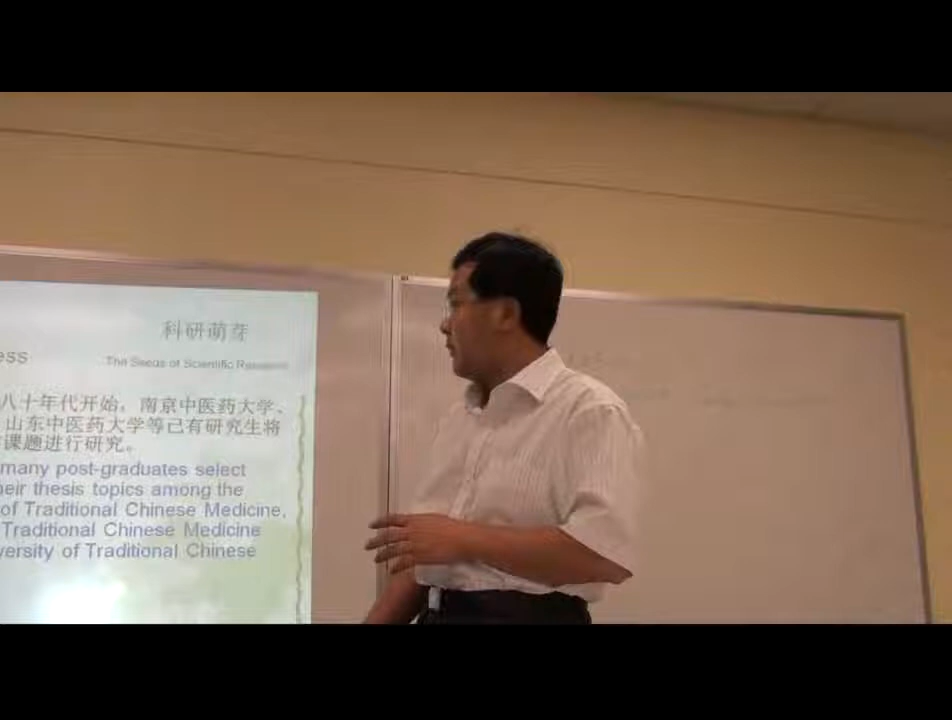 科研萌芽
ess
The Seeds of Scientific Research
八十年代开始，南京中医药大学、
山东中医药大学等已有研究生将
课题进行研究。
many post-graduates select
eir thesis topics among the
of Traditional Chinese Medicine,
Traditional Chinese Medicine
versity of Traditional Chinese